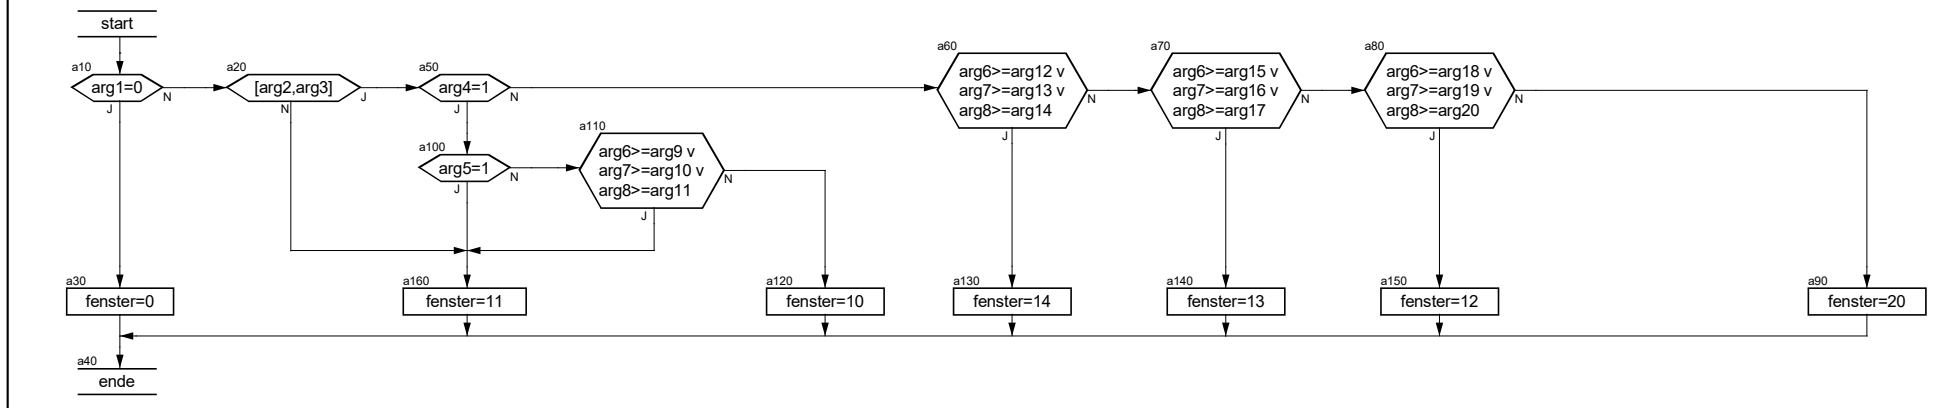 start
a10
arg1=0
N
J
a20
[arg2,arg3]
J
N
a50
arg4=1
N
J
a60
arg6>=arg12 v
arg7>=arg13 v
arg8>=arg14
N
J
a70
arg6>=arg15 v
arg7>=arg16 v
arg8>=arg17
N
J
a80
arg6>=arg18 v
arg7>=arg19 v
arg8>=arg20
N
J
a100
arg5=1
N
J
a110
arg6>=arg9 v
arg7>=arg10 v
arg8>=arg11
N
J
a30
fenster=0
a160
fenster=11
a120
fenster=10
a130
fenster=14
a140
fenster=13
a150
fenster=12
a90
fenster=20
a40
ende